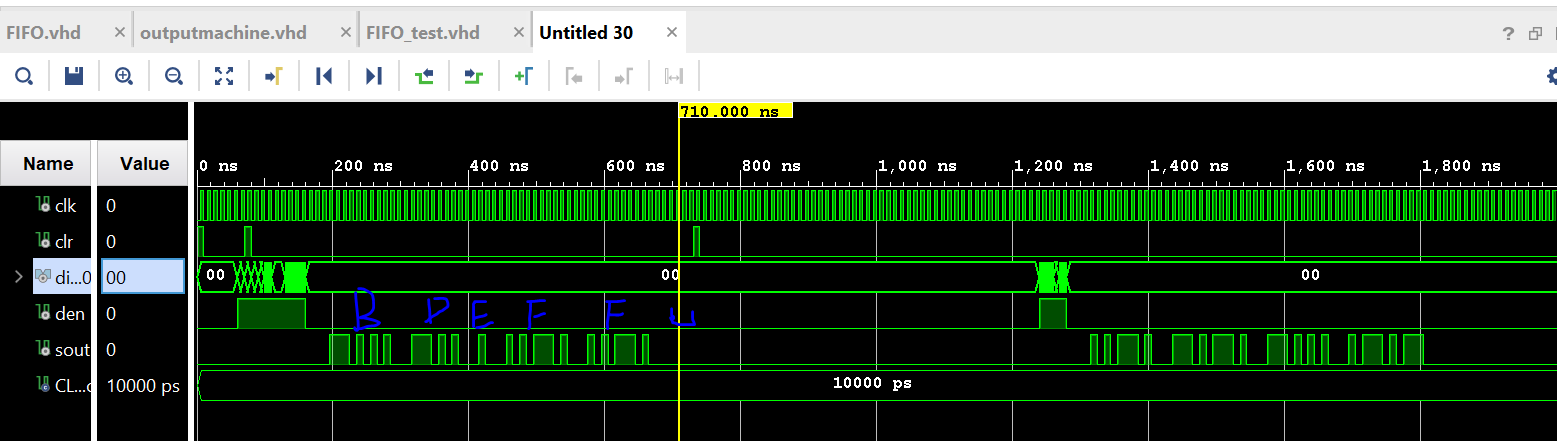 FIFO.vhd × outputmachine.vhd × FIFO_test.vhd × Untitled 30 × ?
710.000 ns
Name Value 0 ns 200 ns 400 ns 600 ns 800 ns 1,000 ns 1,200 ns 1,400 ns 1,600 ns 1,800 ns
clk 0
clr 0
di...0 00 00 00 00
den 0 B D E F F U
sout 0
CL...c 10000 ps 10000 ps